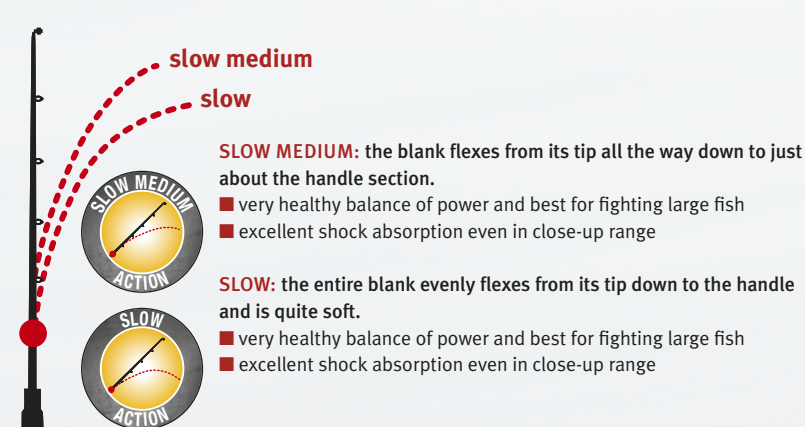 slow medium
slow
SLOW MEDIUM: the blank flexes from its tip all the way down to just
about the handle section.
■ very healthy balance of power and best for fighting large fish
■ excellent shock absorption even in close-up range
SLOW MEDIUM
ACTION
SLOW: the entire blank evenly flexes from its tip down to the handle
and is quite soft.
■ very healthy balance of power and best for fighting large fish
■ excellent shock absorption even in close-up range
SLOW
ACTION